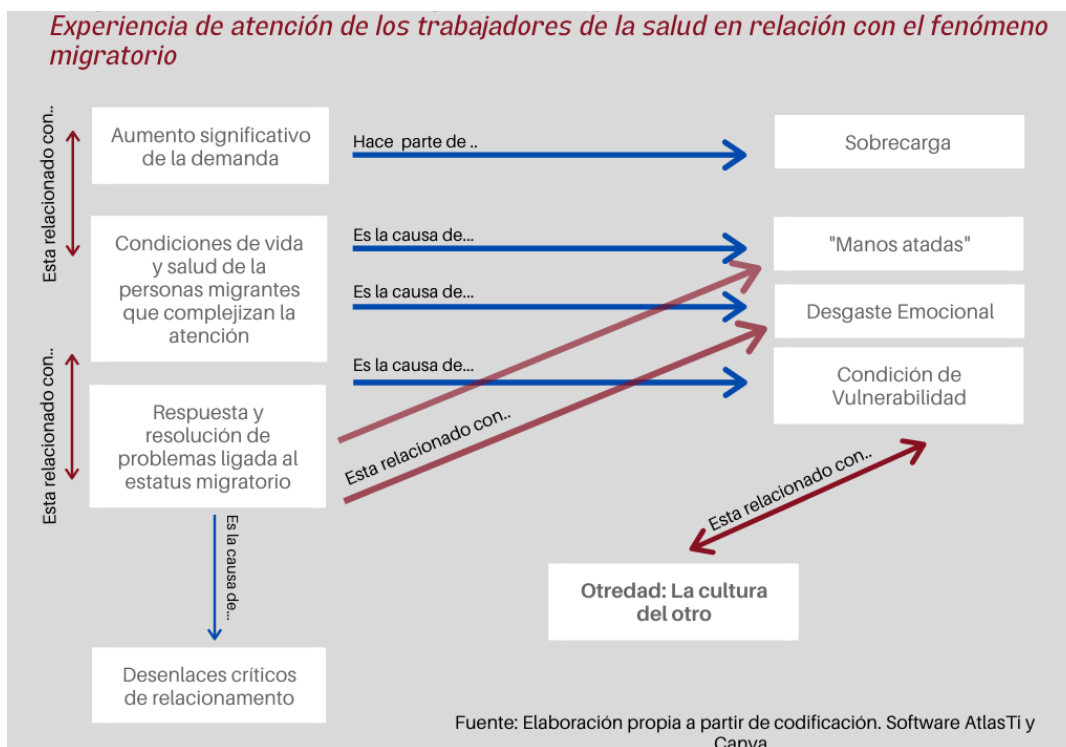 Experiencia de atención de los trabajadores de la salud en relación con el fenómeno
migratorio
Esta relacionado con..
Aumento significativo
de la demanda
Hace parte de ..
Sobrecarga
Condiciones de vida
y salud de la
personas migrantes
que complejizan la
atención
Es la causa de...
"Manos atadas"
Es la causa de...
Desgaste Emocional
Es la causa de...
Condición de
Vulnerabilidad
Esta relacionado con..
Respuesta y
resolución de
problemas ligada al
estatus migratorio
Esta relacionado con..
Esta relacionado con..
Es la causa de...
Otredad: La cultura
del otro
Desenlaces críticos
de relacionamento
Fuente: Elaboración propia a partir de codificación. Software AtlasTi y
Canva